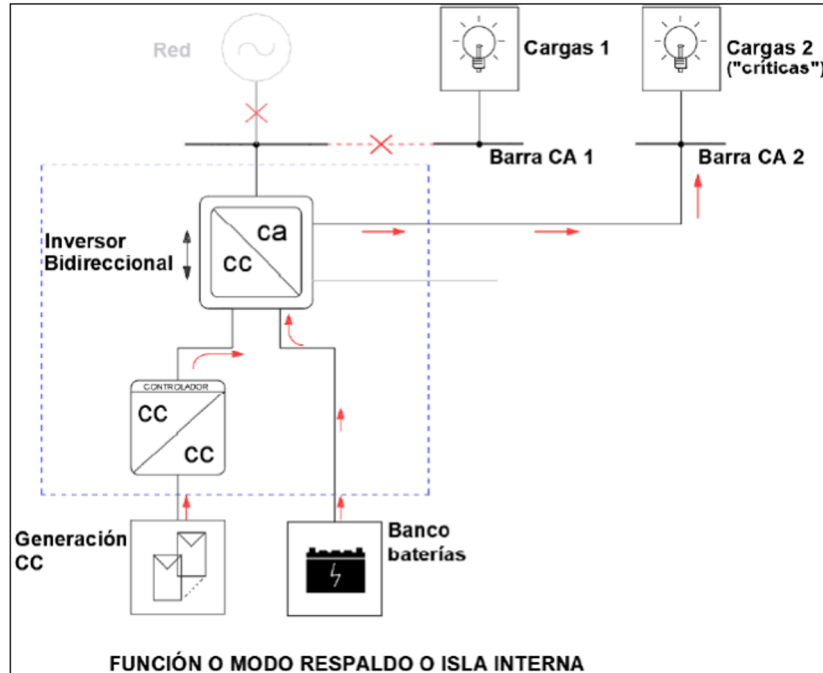 Red
Cargas 1
Cargas 2
("críticas")
Barra CA 1
Barra CA 2
Inversor
Bidireccional
ca
cc
CONTROLADOR
CC
CC
Generación
CC
Banco
baterías
FUNCIÓN O MODO RESPALDO O ISLA INTERNA